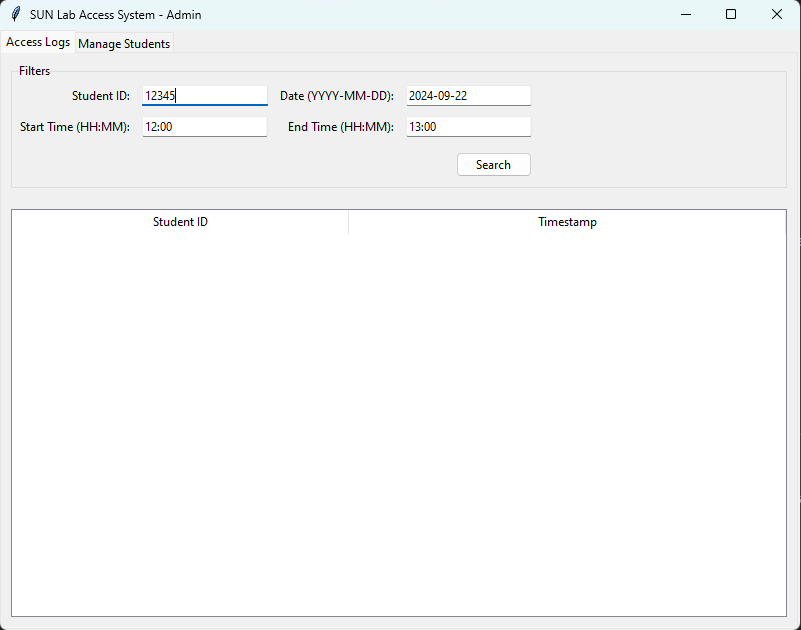 SUN Lab Access System - Admin
Access Logs Manage Students
Filters
Student ID: 12345 Date (YYYY-MM-DD): 2024-09-22
Start Time (HH:MM): 12:00 End Time (HH:MM): 13:00
Search
Student ID Timestamp